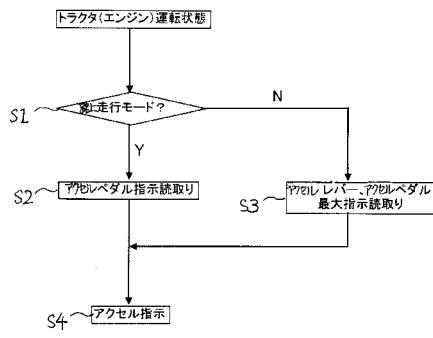 トラクタ(エンジン)運転状態
S1
走行モード?
N
Y
S2
アクセルペダル指示読取り
S3
アクセルレバー、アクセルペダル
最大指示読取り
S4
アクセル指示